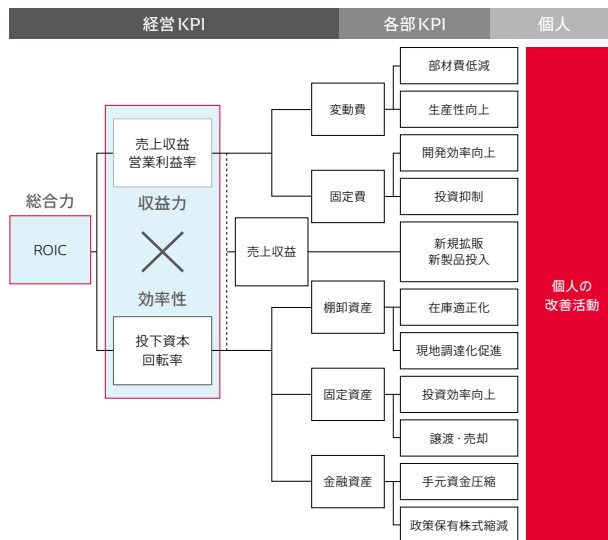 経営KPI
各部KPI
個人
総合力
ROIC
売上収益
営業利益率
収益力
効率性
投下資本
回転率
売上収益
変動費
固定費
棚卸資産
固定資産
金融資産
部材費低減
生産性向上
開発効率向上
投資抑制
新規拡販
新製品投入
在庫適正化
現地調達化促進
投資効率向上
譲渡・売却
手元資金圧縮
政策保有株式縮減
個人の
改善活動